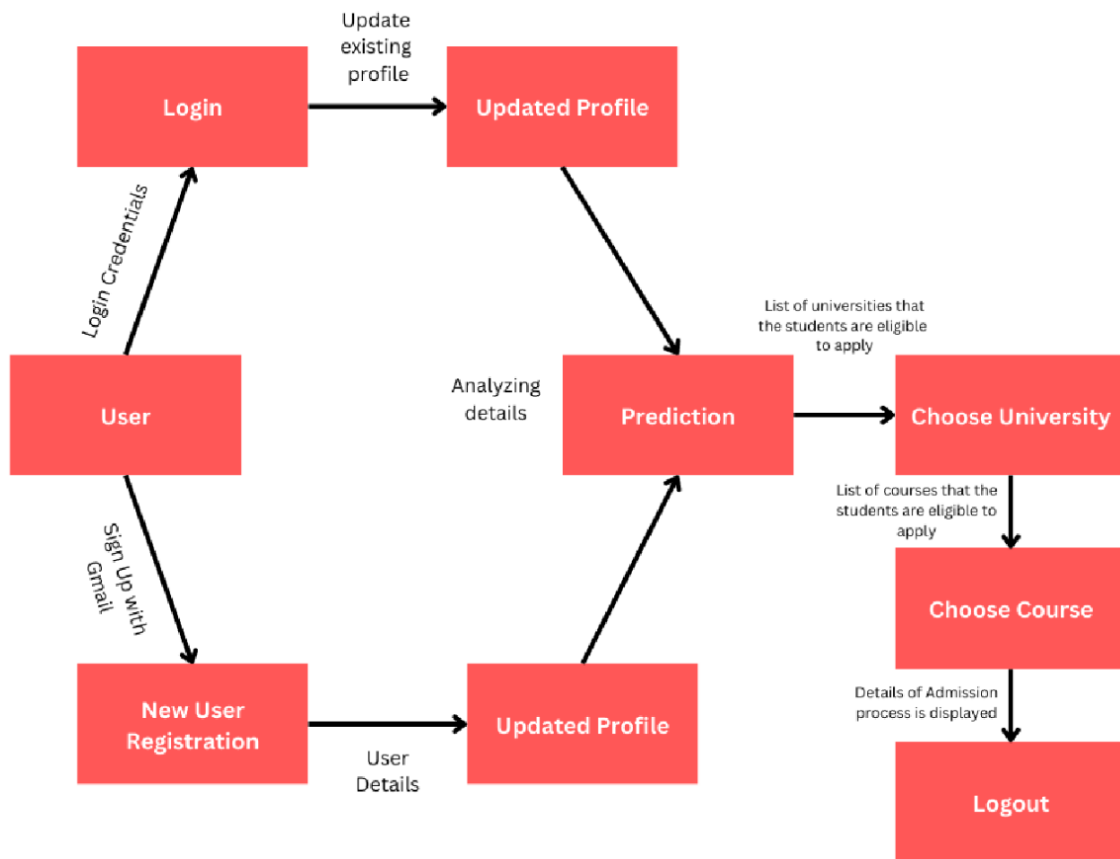 Update
existing
profile
Login
Updated Profile
Login Credentials
List of universities that
the students are eligible
to apply
User
Analyzing
details
Prediction
Choose University
List of courses that the
students are eligible to
apply
Sign Up with
Gmail
Choose Course
New User
Registration
User
Details
Updated Profile
Details of Admission
process is displayed
Logout